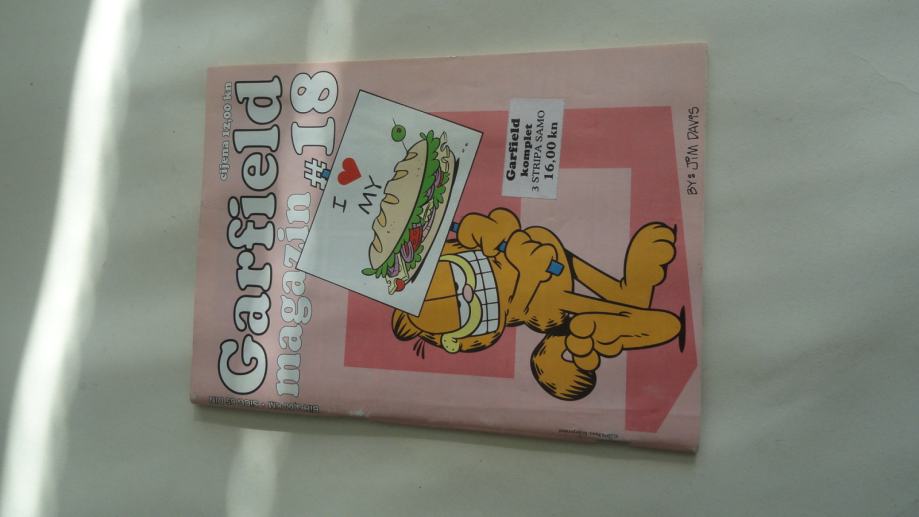 cijena 12,00 kn
Garfield
magazin #18
I ♥
MY
Garfield
komplet
3 STRIPA SAMO
16,00 kn
BY: JIM DAVIS